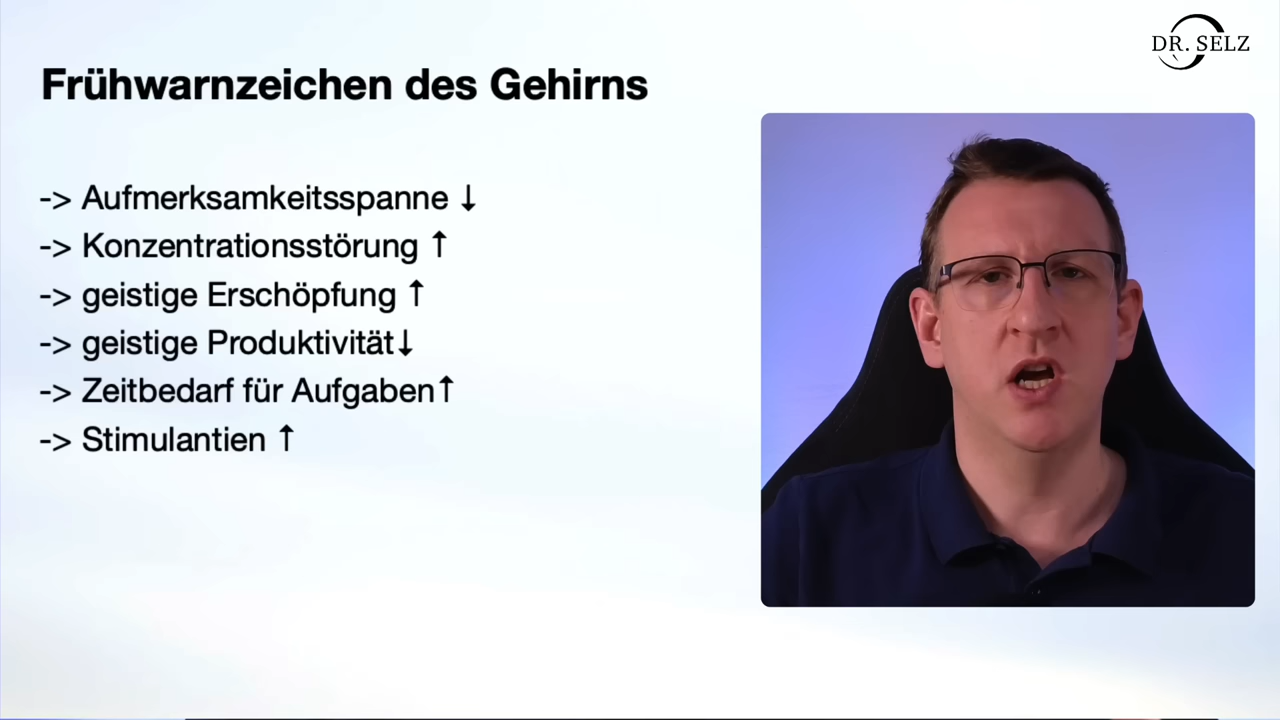 DR. SELZ
Frühwarnzeichen des Gehirns
-> Aufmerksamkeitsspanne ↓
-> Konzentrationsstörung ↑
-> geistige Erschöpfung ↑
-> geistige Produktivität↓
-> Zeitbedarf für Aufgaben↑
-> Stimulantien ↑